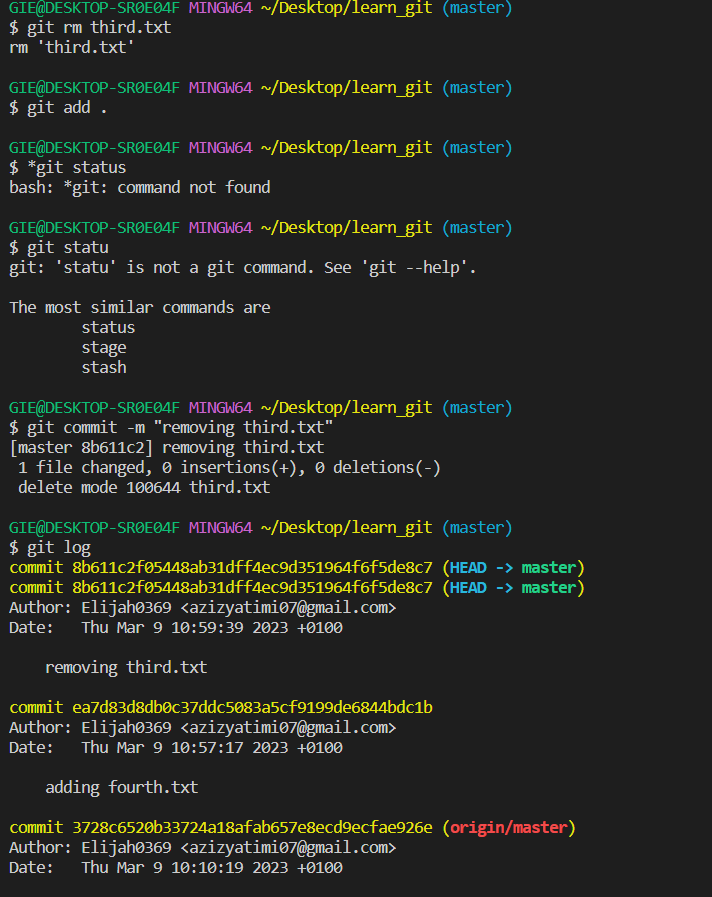 GIE@DESKTOP-SR0E04F MINGW64 ~/Desktop/learn_git (master)
$ git rm third.txt
rm 'third.txt'
GIE@DESKTOP-SR0E04F MINGW64 ~/Desktop/learn_git (master)
$ git add .
GIE@DESKTOP-SR0E04F MINGW64 ~/Desktop/learn_git (master)
$ *git status
bash: *git: command not found
GIE@DESKTOP-SR0E04F MINGW64 ~/Desktop/learn_git (master)
$ git statu
git: 'statu' is not a git command. See 'git --help'.
The most similar commands are
        status
        stage
        stash
GIE@DESKTOP-SR0E04F MINGW64 ~/Desktop/learn_git (master)
$ git commit -m "removing third.txt"
[master 8b611c2] removing third.txt
 1 file changed, 0 insertions(+), 0 deletions(-)
 delete mode 100644 third.txt
GIE@DESKTOP-SR0E04F MINGW64 ~/Desktop/learn_git (master)
$ git log
commit 8b611c2f05448ab31dff4ec9d351964f6f5de8c7 (HEAD -> master)
commit 8b611c2f05448ab31dff4ec9d351964f6f5de8c7 (HEAD -> master)
Author: Elijah0369 <azizyatimi07@gmail.com>
Date:   Thu Mar 9 10:59:39 2023 +0100
    removing third.txt
commit ea7d83d8db0c37ddc5083a5cf9199de6844bdc1b
Author: Elijah0369 <azizyatimi07@gmail.com>
Date:   Thu Mar 9 10:57:17 2023 +0100
    adding fourth.txt
commit 3728c6520b33724a18afab657e8ecd9ecfae926e (origin/master)
Author: Elijah0369 <azizyatimi07@gmail.com>
Date:   Thu Mar 9 10:10:19 2023 +0100